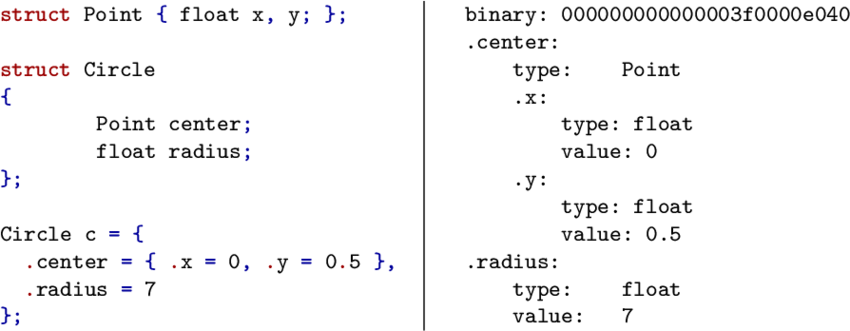 struct Point { float x, y; };
struct Circle
{
Point center;
float radius;
};
Circle c = {
.center = { .x = 0, .y = 0.5 },
.radius = 7
};
binary: 000000000000003f0000e040
.center:
type: Point
.x:
type: float
value: 0
.y:
type: float
value: 0.5
.radius:
type: float
value: 7